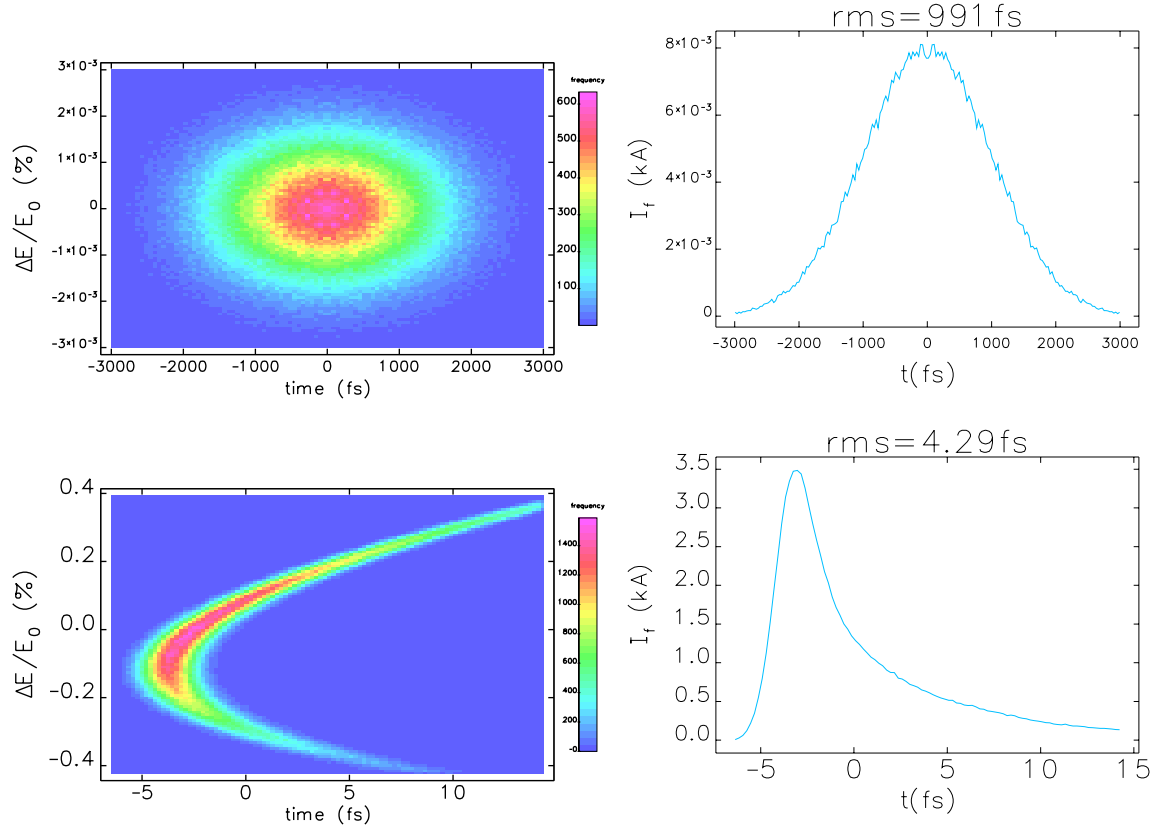 rms=991fs
frequency
3×10⁻³
2×10⁻³
1×10⁻³
0
-1×10⁻³
-2×10⁻³
-3×10⁻³
ΔE/E₀ (%)
600
500
400
300
200
100
-3000 -2000 -1000 0 1000 2000 3000
time (fs)
8×10⁻³
6×10⁻³
4×10⁻³
2×10⁻³
0
I_f (kA)
-3000 -2000 -1000 0 1000 2000 3000
t(fs)
frequency
0.4
0.2
0.0
-0.2
-0.4
ΔE/E₀ (%)
1400
1200
1000
800
600
400
200
-0
-5 0 5 10
time (fs)
rms=4.29fs
3.5
3.0
2.5
2.0
1.5
1.0
0.5
0.0
I_f (kA)
-5 0 5 10 15
t(fs)